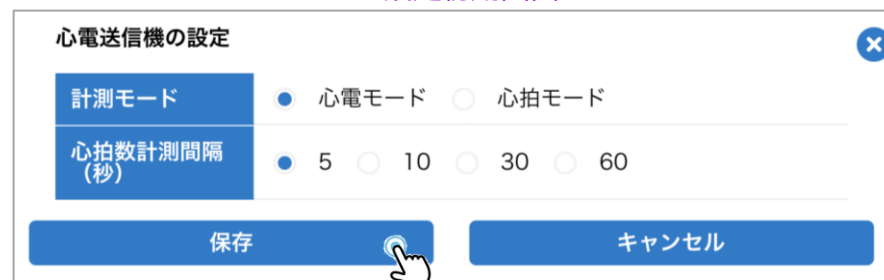 心電送信機の設定
計測モード 心電モード 心拍モード
心拍数計測間隔
(秒) 5 10 30 60
保存 キャンセル